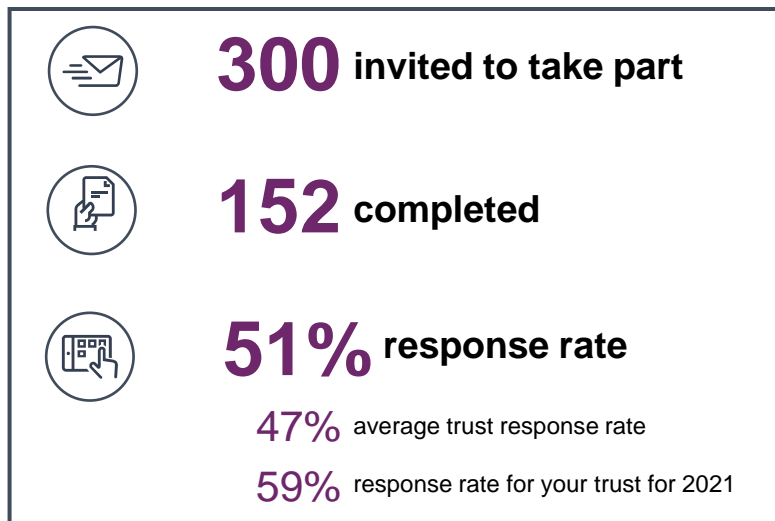 300 invited to take part
152 completed
51% response rate
47% average trust response rate
59% response rate for your trust for 2021